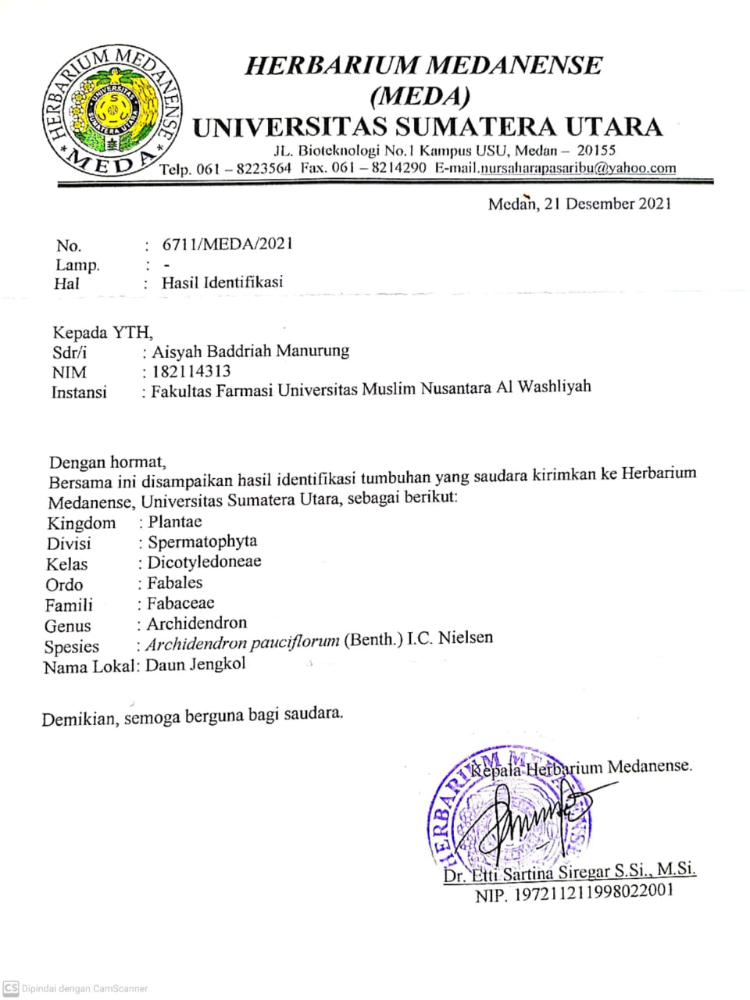 HERBARIUM MEDANENSE
MEDA
UNIVERSITAS SUMATERA UTARA
HERBARIUM MEDANENSE
(MEDA)
UNIVERSITAS SUMATERA UTARA
JL. Bioteknologi No.1 Kampus USU, Medan – 20155
Telp. 061 – 8223564 Fax. 061 – 8214290 E-mail.nursaharapasaribu@yahoo.com
Medan, 21 Desember 2021
No. : 6711/MEDA/2021
Lamp. : -
Hal : Hasil Identifikasi
Kepada YTH,
Sdr/i : Aisyah Baddriah Manurung
NIM : 182114313
Instansi : Fakultas Farmasi Universitas Muslim Nusantara Al Washliyah
Dengan hormat,
Bersama ini disampaikan hasil identifikasi tumbuhan yang saudara kirimkan ke Herbarium
Medanense, Universitas Sumatera Utara, sebagai berikut:
Kingdom : Plantae
Divisi : Spermatophyta
Kelas : Dicotyledoneae
Ordo : Fabales
Famili : Fabaceae
Genus : Archidendron
Spesies : Archidendron pauciflorum (Benth.) I.C. Nielsen
Nama Lokal : Daun Jengkol
Demikian, semoga berguna bagi saudara.
Kepala Herbarium Medanense.
HERBARIUM MEDANENSE
Dr. Etti Sartina Siregar S.Si., M.Si.
NIP. 197211211998022001
CS Dipindai dengan CamScanner